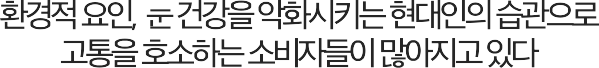 환경적 요인, 눈 건강을 악화시키는 현대인의 습관으로
고통을 호소하는 소비자들이 많아지고 있다